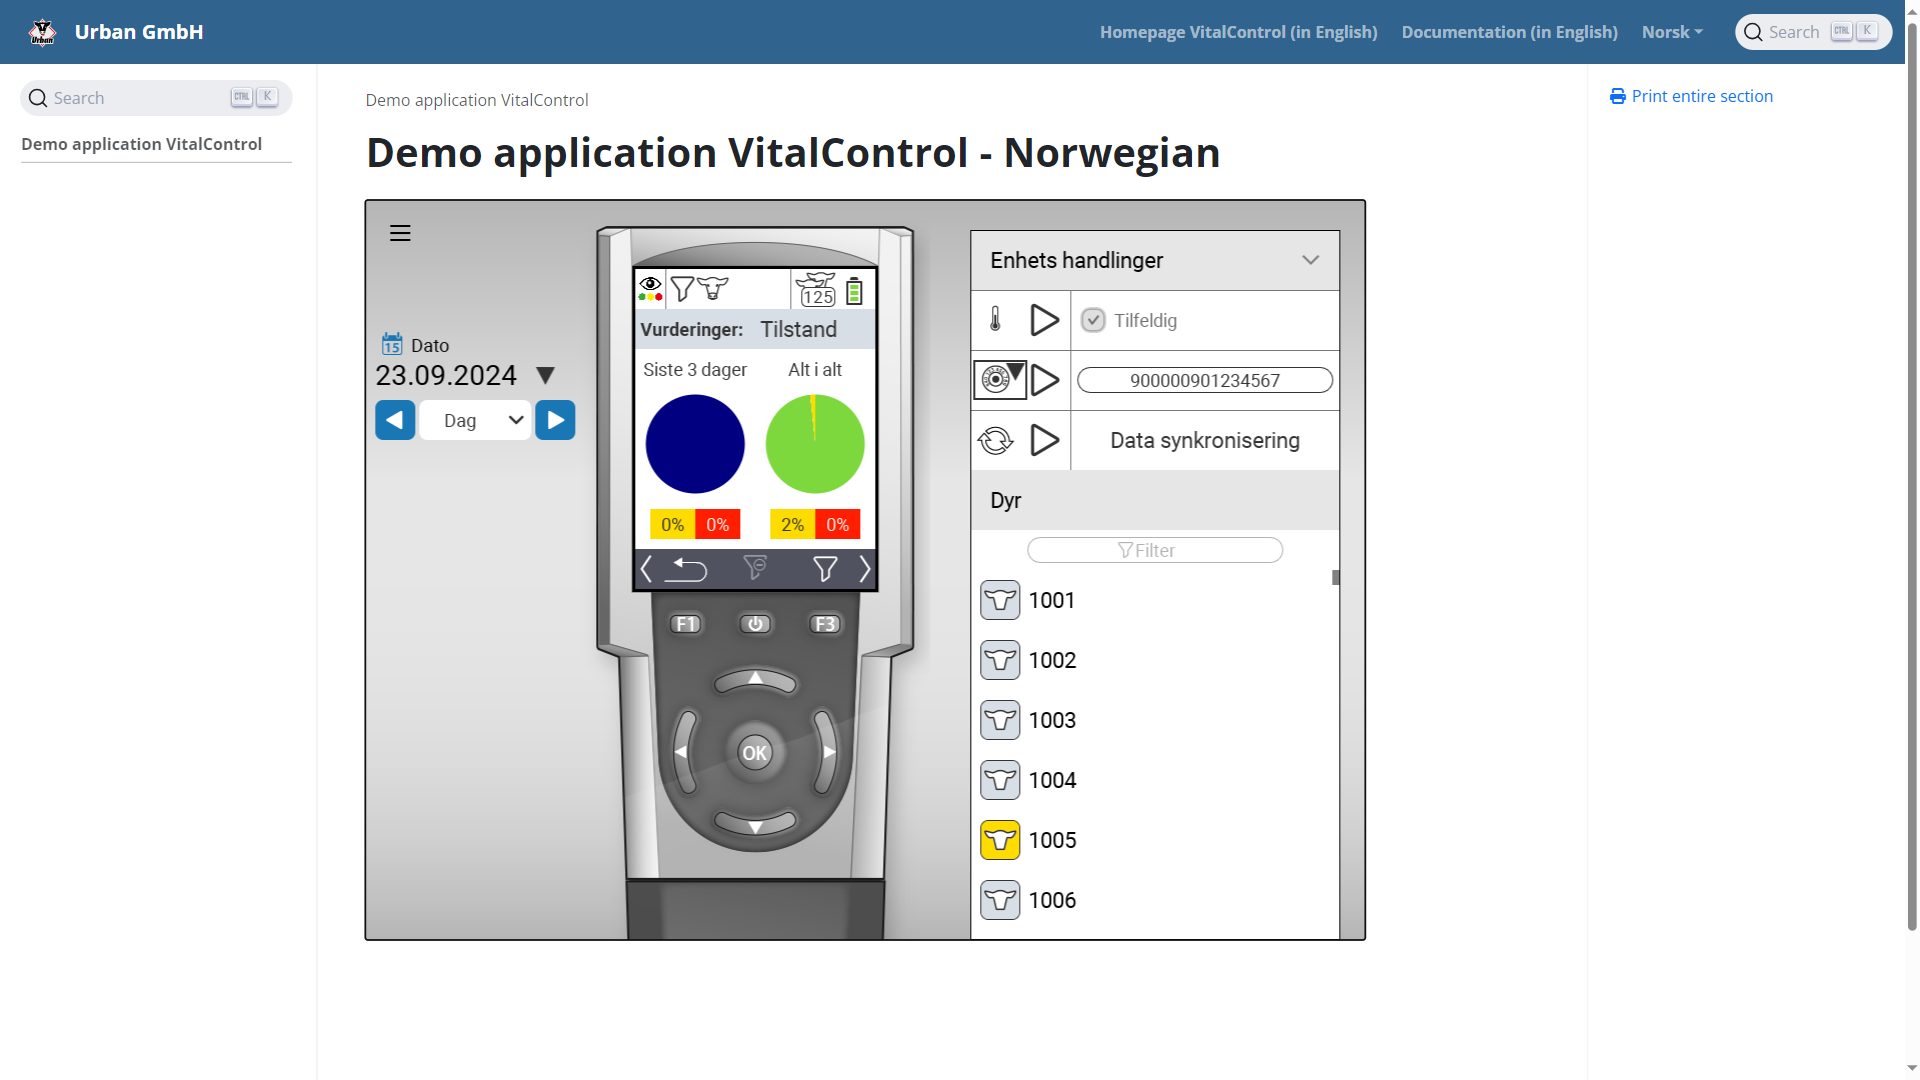 Urban GmbH
Homepage VitalControl (in English)
Documentation (in English)
Norsk
Search CTRL K
Search CTRL K
Demo application VitalControl
Demo application VitalControl
Print entire section
Demo application VitalControl - Norwegian
15 Dato
23.09.2024
Dag
125
Vurderinger: Tilstand
Siste 3 dager Alt i alt
0% 0% 2% 0%
F1 F3
OK
Enhets handlinger
Tilfeldig
900000901234567
Data synkronisering
Dyr
Filter
1001
1002
1003
1004
1005
1006